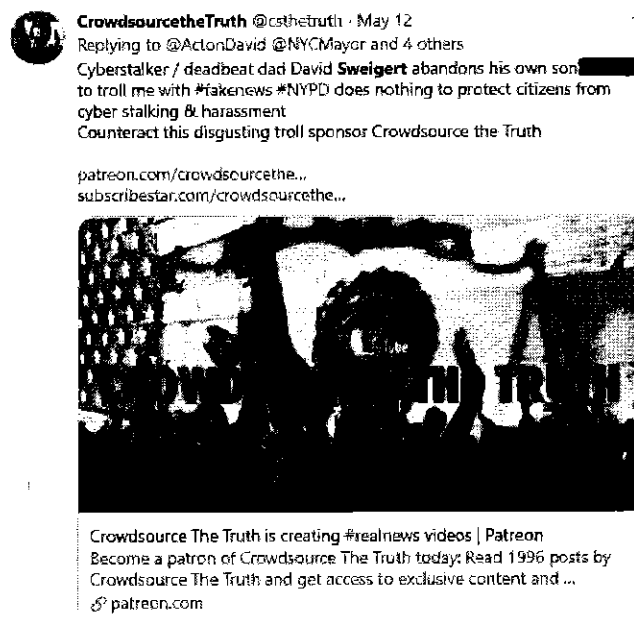 CrowdsourcetheTruth @csthetruth · May 12
Replying to @ActonDavid @NYCMayor and 4 others
Cyberstalker / deadbeat dad David Sweigert abandons his own son
to troll me with #fakenews #NYPD does nothing to protect citizens from
cyber stalking & harassment
Counteract this disgusting troll sponsor Crowdsource the Truth
patreon.com/crowdsourcethe...
subscribestar.com/crowdsourcethe...
TRUTH
Crowdsource The Truth is creating #realnews videos | Patreon
Become a patron of Crowdsource The Truth today: Read 1996 posts by
Crowdsource The Truth and get access to exclusive content and ...
patreon.com